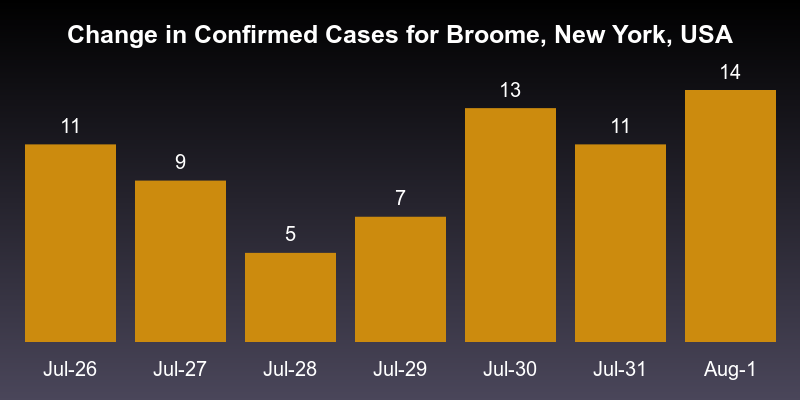 Change in Confirmed Cases for Broome, New York, USA
11
9
5
7
13
11
14
Jul-26
Jul-27
Jul-28
Jul-29
Jul-30
Jul-31
Aug-1